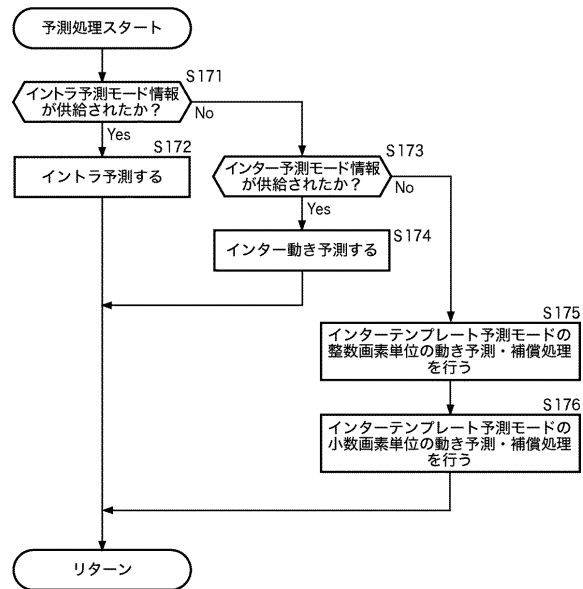 予測処理スタート
S171
イントラ予測モード情報
が供給されたか？
No
Yes
S172
イントラ予測する
S173
インター予測モード情報
が供給されたか？
No
Yes
S174
インター動き予測する
S175
インターテンプレート予測モードの
整数画素単位の動き予測・補償処理
を行う
S176
インターテンプレート予測モードの
小数画素単位の動き予測・補償処理
を行う
リターン